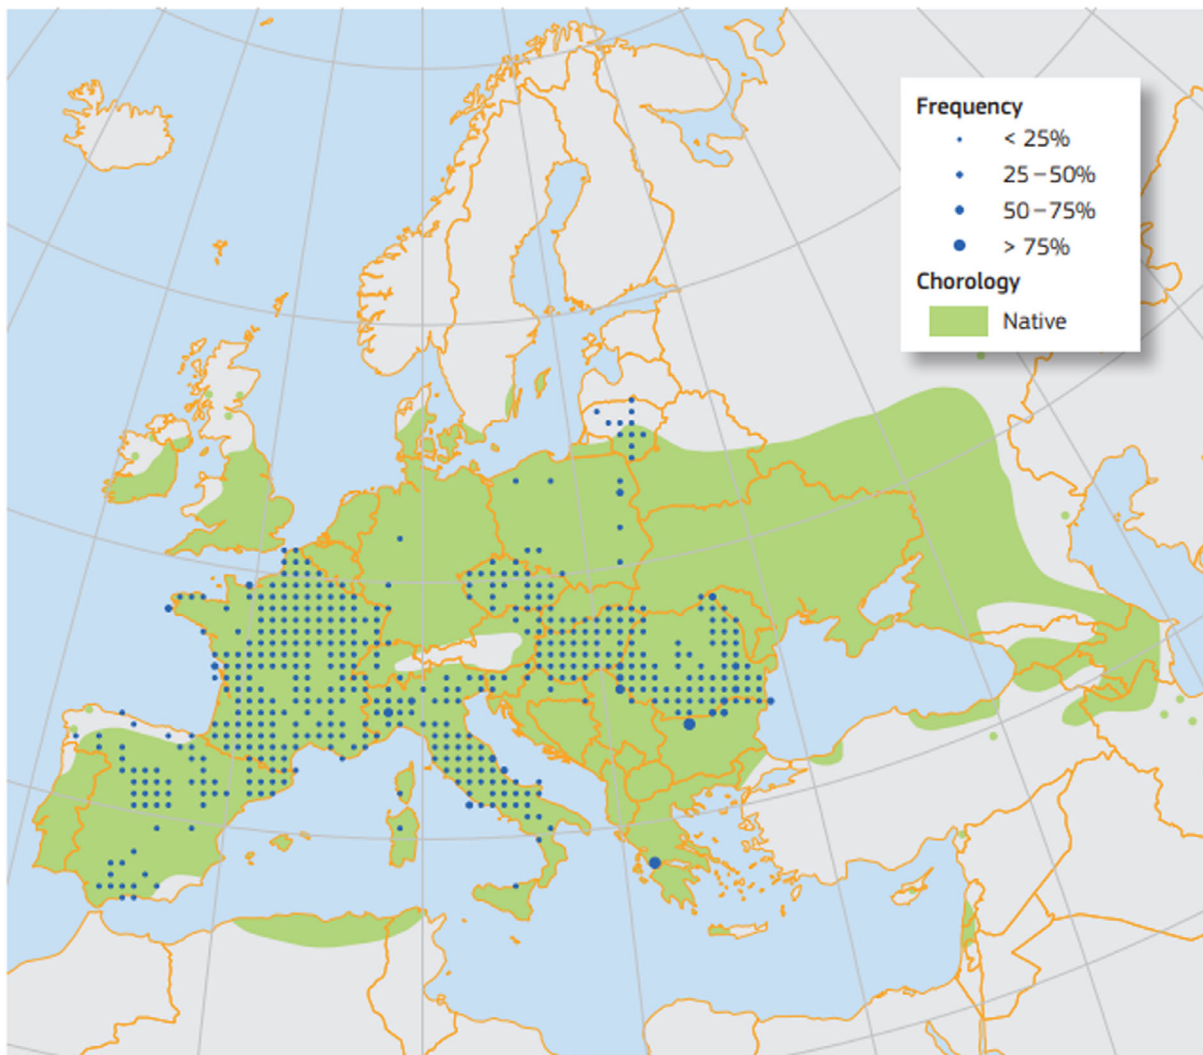 Frequency
< 25%
25 – 50%
50 – 75%
> 75%
Chorology
Native